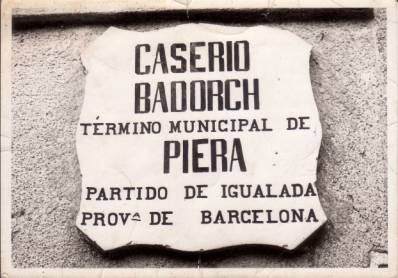 CASERIO
BADORCH
TÉRMINO MUNICIPAL DE
PIERA
PARTIDO DE IGUALADA
PROVᴬ DE BARCELONA